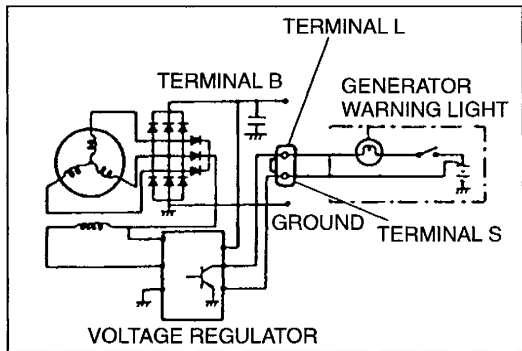 TERMINAL L
TERMINAL B
GENERATOR
WARNING LIGHT
GROUND
TERMINAL S
VOLTAGE REGULATOR